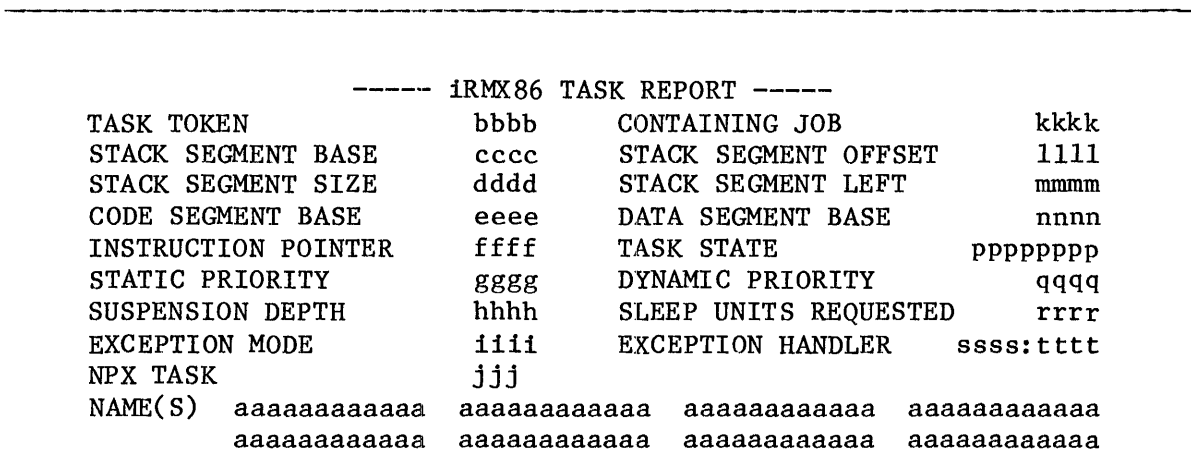 ----- iRMX86 TASK REPORT -----
TASK TOKEN bbbb CONTAINING JOB kkkk
STACK SEGMENT BASE cccc STACK SEGMENT OFFSET llll
STACK SEGMENT SIZE dddd STACK SEGMENT LEFT mmmm
CODE SEGMENT BASE eeee DATA SEGMENT BASE nnnn
INSTRUCTION POINTER ffff TASK STATE pppppppp
STATIC PRIORITY gggg DYNAMIC PRIORITY qqqq
SUSPENSION DEPTH hhhh SLEEP UNITS REQUESTED rrrr
EXCEPTION MODE iiii EXCEPTION HANDLER ssss:tttt
NPX TASK jjj
NAME(S) aaaaaaaaaaaa aaaaaaaaaaaa aaaaaaaaaaaa aaaaaaaaaaaa
aaaaaaaaaaaa aaaaaaaaaaaa aaaaaaaaaaaa aaaaaaaaaaaa